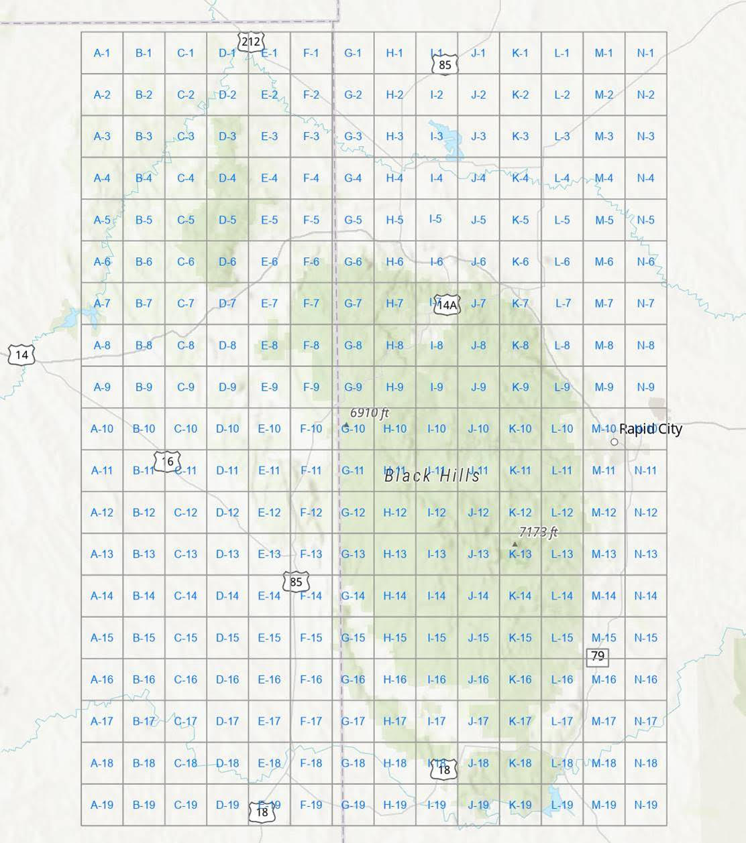 212
A-1 B-1 C-1 D-1 E-1 F-1 G-1 H-1 I-1 J-1 K-1 L-1 M-1 N-1
85
A-2 B-2 C-2 D-2 E-2 F-2 G-2 H-2 I-2 J-2 K-2 L-2 M-2 N-2
A-3 B-3 C-3 D-3 E-3 F-3 G-3 H-3 I-3 J-3 K-3 L-3 M-3 N-3
A-4 B-4 C-4 D-4 E-4 F-4 G-4 H-4 I-4 J-4 K-4 L-4 M-4 N-4
A-5 B-5 C-5 D-5 E-5 F-5 G-5 H-5 I-5 J-5 K-5 L-5 M-5 N-5
A-6 B-6 C-6 D-6 E-6 F-6 G-6 H-6 I-6 J-6 K-6 L-6 M-6 N-6
A-7 B-7 C-7 D-7 E-7 F-7 G-7 H-7 14A J-7 K-7 L-7 M-7 N-7
14
A-8 B-8 C-8 D-8 E-8 F-8 G-8 H-8 I-8 J-8 K-8 L-8 M-8 N-8
A-9 B-9 C-9 D-9 E-9 F-9 G-9 H-9 I-9 J-9 K-9 L-9 M-9 N-9
6910 ft
A-10 B-10 C-10 D-10 E-10 F-10 G-10 H-10 I-10 J-10 K-10 L-10 M-10 Rapid City
16
A-11 B-11 C-11 D-11 E-11 F-11 G-11 H-11 I-11 J-11 K-11 L-11 M-11 N-11
Black Hills
A-12 B-12 C-12 D-12 E-12 F-12 G-12 H-12 I-12 J-12 K-12 L-12 M-12 N-12
7173 ft
A-13 B-13 C-13 D-13 E-13 F-13 G-13 H-13 I-13 J-13 K-13 L-13 M-13 N-13
85
A-14 B-14 C-14 D-14 E-14 F-14 G-14 H-14 I-14 J-14 K-14 L-14 M-14 N-14
A-15 B-15 C-15 D-15 E-15 F-15 G-15 H-15 I-15 J-15 K-15 L-15 M-15 N-15
79
A-16 B-16 C-16 D-16 E-16 F-16 G-16 H-16 I-16 J-16 K-16 L-16 M-16 N-16
A-17 B-17 C-17 D-17 E-17 F-17 G-17 H-17 I-17 J-17 K-17 L-17 M-17 N-17
A-18 B-18 C-18 D-18 E-18 F-18 G-18 H-18 18 J-18 K-18 L-18 M-18 N-18
A-19 B-19 C-19 D-19 E-19 F-19 G-19 H-19 I-19 J-19 K-19 L-19 M-19 N-19
18